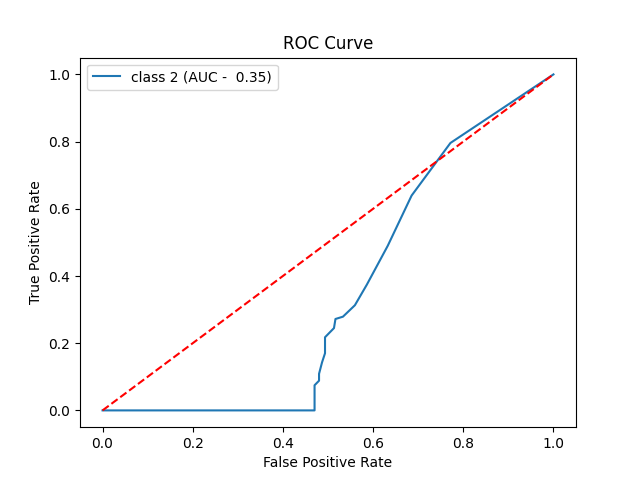 ROC Curve
class 2 (AUC -  0.35)
True Positive Rate
1.0
0.8
0.6
0.4
0.2
0.0
0.0 0.2 0.4 0.6 0.8 1.0
False Positive Rate